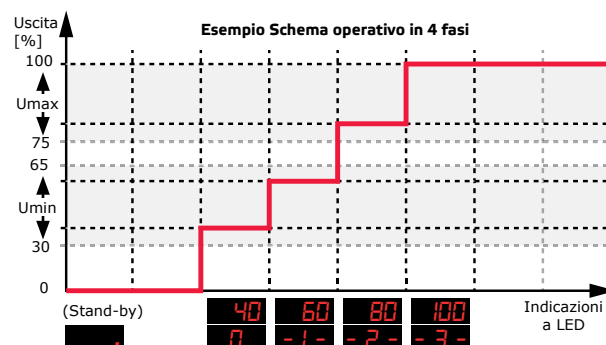 Uscita
[%]
Esempio Schema operativo in 4 fasi
100
Umax
75
65
Umin
30
0
(Stand-by)
40 60 80 100
0 -1- -2- -3-
Indicazioni
a LED